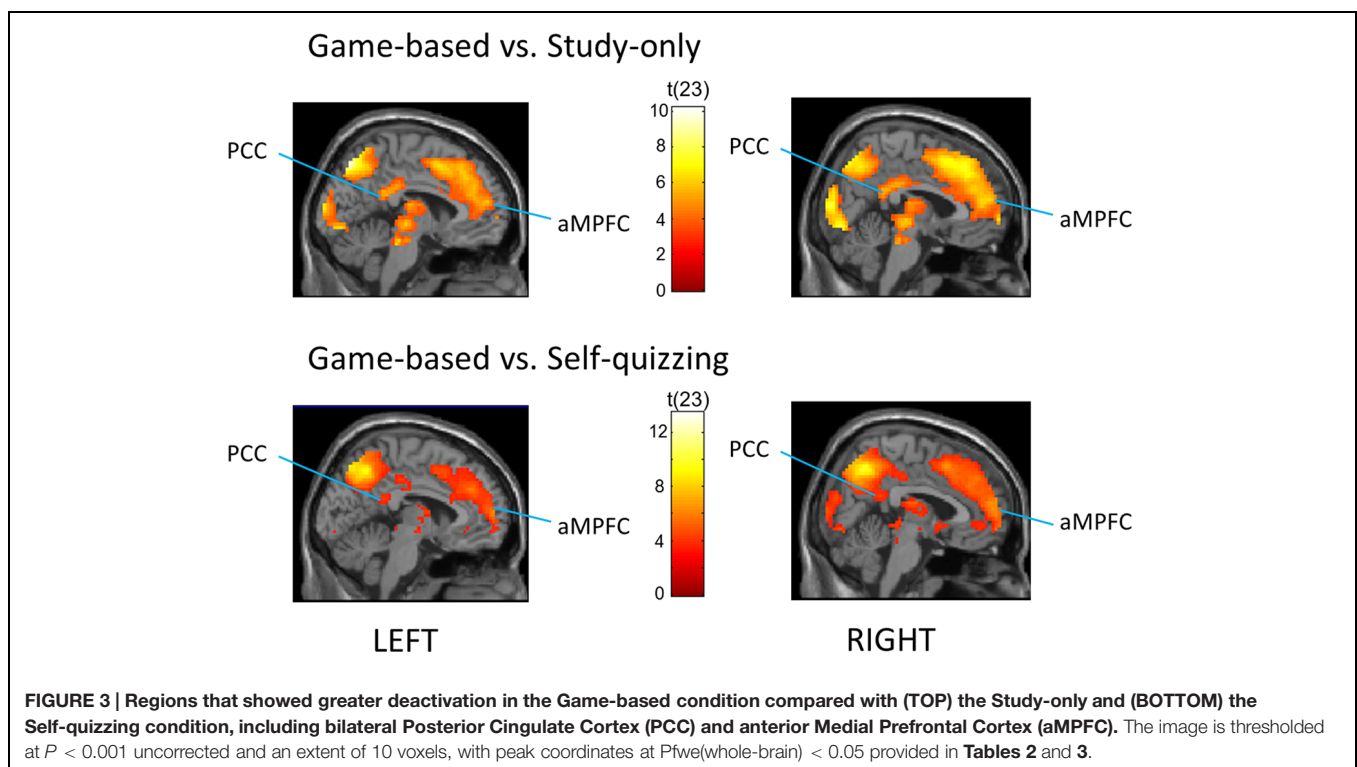 Game-based vs. Study-only
t(23)
10
8
6
4
2
0
PCC
aMPFC
PCC
aMPFC
Game-based vs. Self-quizzing
t(23)
12
8
4
0
PCC
aMPFC
PCC
aMPFC
LEFT
RIGHT
FIGURE 3 | Regions that showed greater deactivation in the Game-based condition compared with (TOP) the Study-only and (BOTTOM) the
Self-quizzing condition, including bilateral Posterior Cingulate Cortex (PCC) and anterior Medial Prefrontal Cortex (aMPFC). The image is thresholded
at P < 0.001 uncorrected and an extent of 10 voxels, with peak coordinates at Pfwe(whole-brain) < 0.05 provided in Tables 2 and 3.